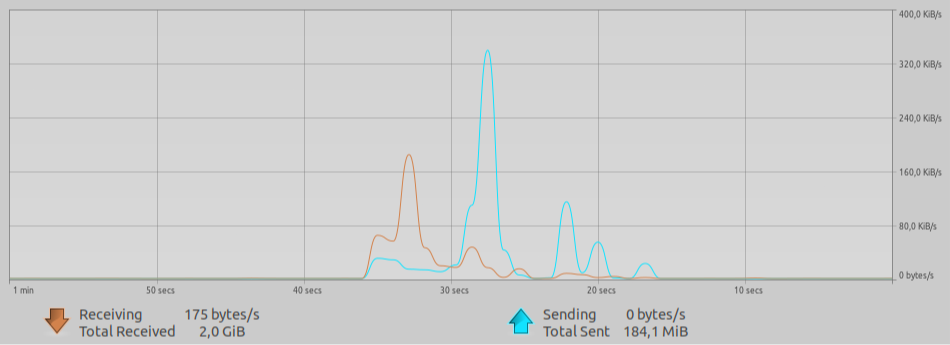 400,0 KiB/s
320,0 KiB/s
240,0 KiB/s
160,0 KiB/s
80,0 KiB/s
0 bytes/s
1 min 50 secs 40 secs 30 secs 20 secs 10 secs
Receiving 175 bytes/s Sending 0 bytes/s
Total Received 2,0 GiB Total Sent 184,1 MiB